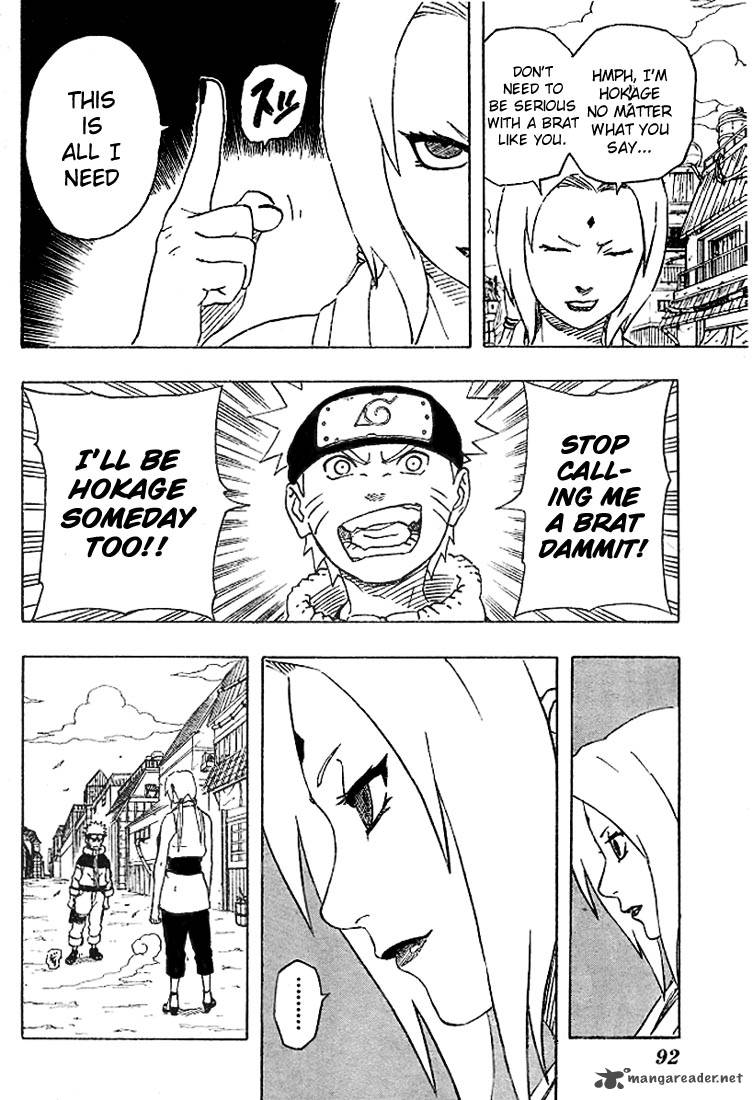 HMPH, I'M
HOKAGE
NO MATTER
WHAT YOU
SAY...
DON'T
NEED TO
BE SERIOUS
WITH A BRAT
LIKE YOU.
スッ
THIS
IS
ALL I
NEED
STOP
CALL-
ING ME
A BRAT
DAMMIT!
I'LL BE
HOKAGE
SOMEDAY
TOO!!
.........
92
mangareader.net